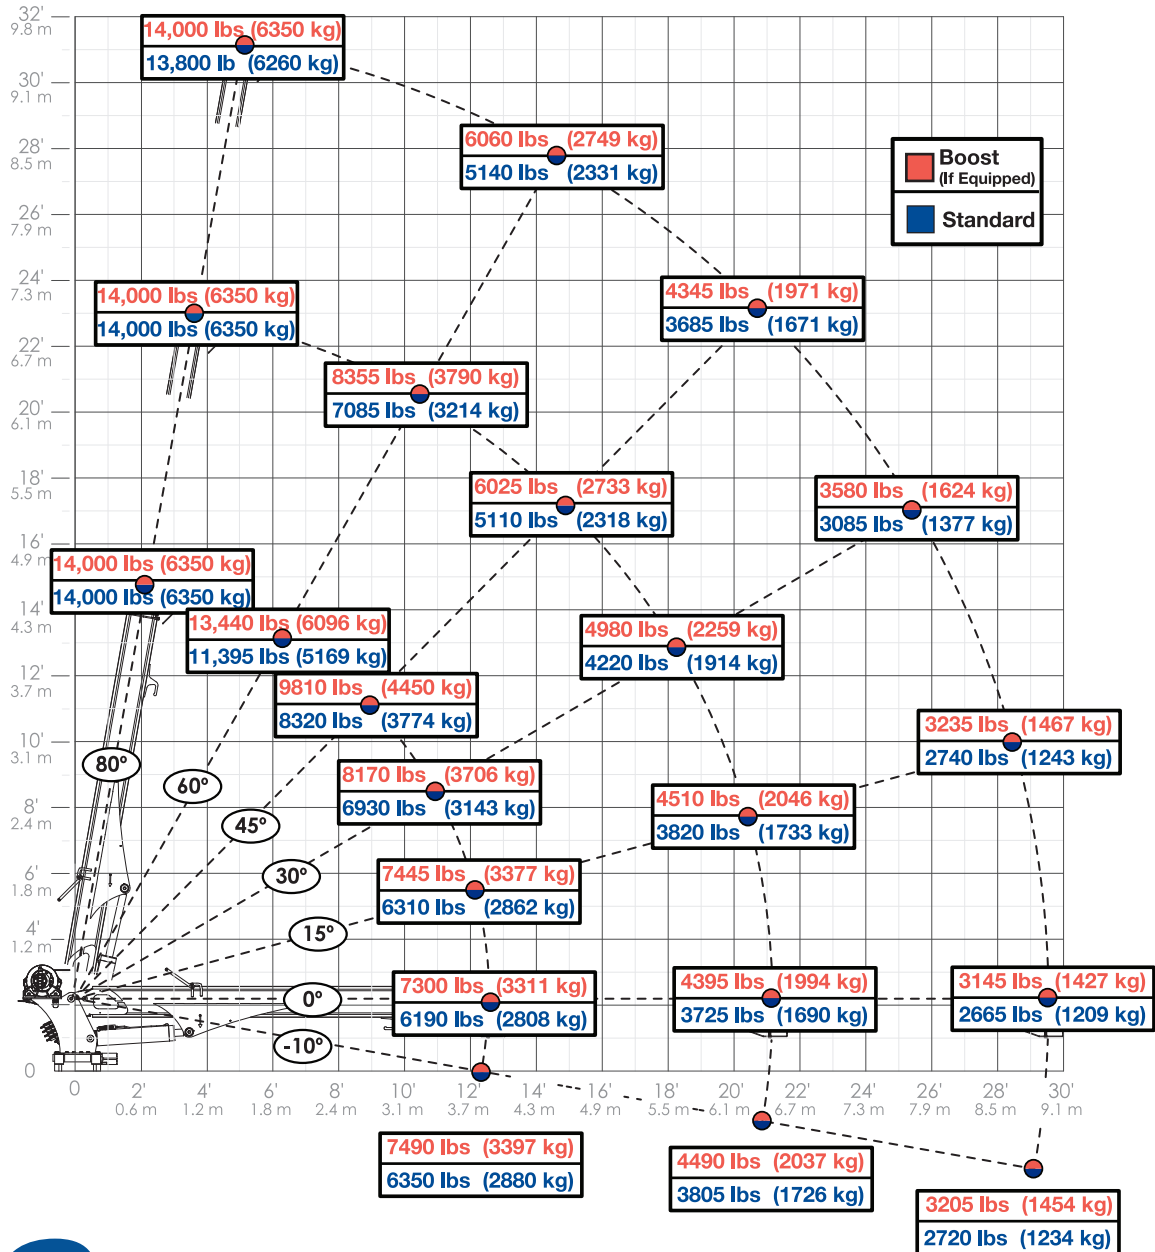 32'
9.8 m
14,000 lbs (6350 kg)
13,800 lb (6260 kg)
30'
9.1 m
28'
8.5 m
6060 lbs (2749 kg)
5140 lbs (2331 kg)
Boost
(If Equipped)
Standard
26'
7.9 m
24'
7.3 m
14,000 lbs (6350 kg)
14,000 lbs (6350 kg)
4345 lbs (1971 kg)
3685 lbs (1671 kg)
22'
6.7 m
8355 lbs (3790 kg)
7085 lbs (3214 kg)
20'
6.1 m
18'
5.5 m
6025 lbs (2733 kg)
5110 lbs (2318 kg)
3580 lbs (1624 kg)
3085 lbs (1377 kg)
16'
4.9 m
14,000 lbs (6350 kg)
14,000 lbs (6350 kg)
14'
4.3 m
13,440 lbs (6096 kg)
11,395 lbs (5169 kg)
4980 lbs (2259 kg)
4220 lbs (1914 kg)
12'
3.7 m
9810 lbs (4450 kg)
8320 lbs (3774 kg)
10'
3.1 m
3235 lbs (1467 kg)
2740 lbs (1243 kg)
80°
60°
8170 lbs (3706 kg)
6930 lbs (3143 kg)
8'
2.4 m
45°
4510 lbs (2046 kg)
3820 lbs (1733 kg)
6'
1.8 m
30°
7445 lbs (3377 kg)
6310 lbs (2862 kg)
4'
1.2 m
15°
0°
7300 lbs (3311 kg)
6190 lbs (2808 kg)
4395 lbs (1994 kg)
3725 lbs (1690 kg)
3145 lbs (1427 kg)
2665 lbs (1209 kg)
-10°
0
0 2' 4' 6' 8' 10' 12' 14' 16' 18' 20' 22' 24' 26' 28' 30'
0.6 m 1.2 m 1.8 m 2.4 m 3.1 m 3.7 m 4.3 m 4.9 m 5.5 m 6.1 m 6.7 m 7.3 m 7.9 m 8.5 m 9.1 m
7490 lbs (3397 kg)
6350 lbs (2880 kg)
4490 lbs (2037 kg)
3805 lbs (1726 kg)
3205 lbs (1454 kg)
2720 lbs (1234 kg)